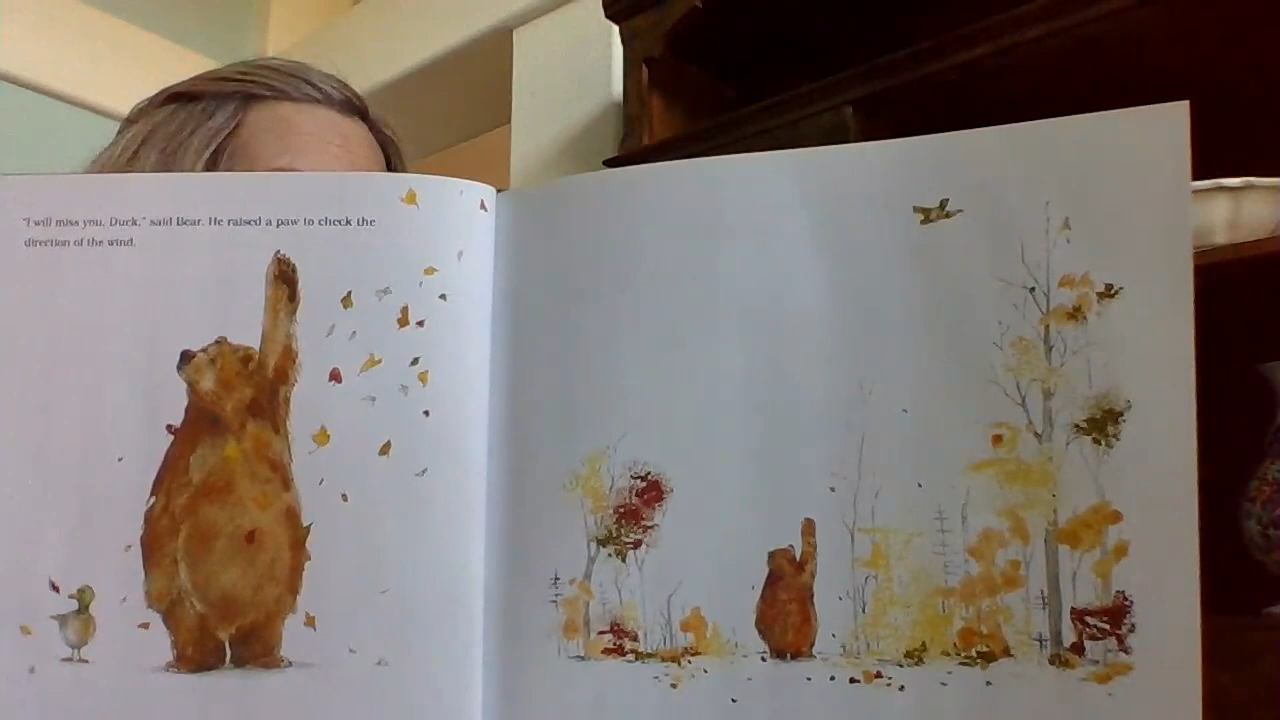 "I will miss you, Duck," said Bear. He raised a paw to check the
direction of the wind.